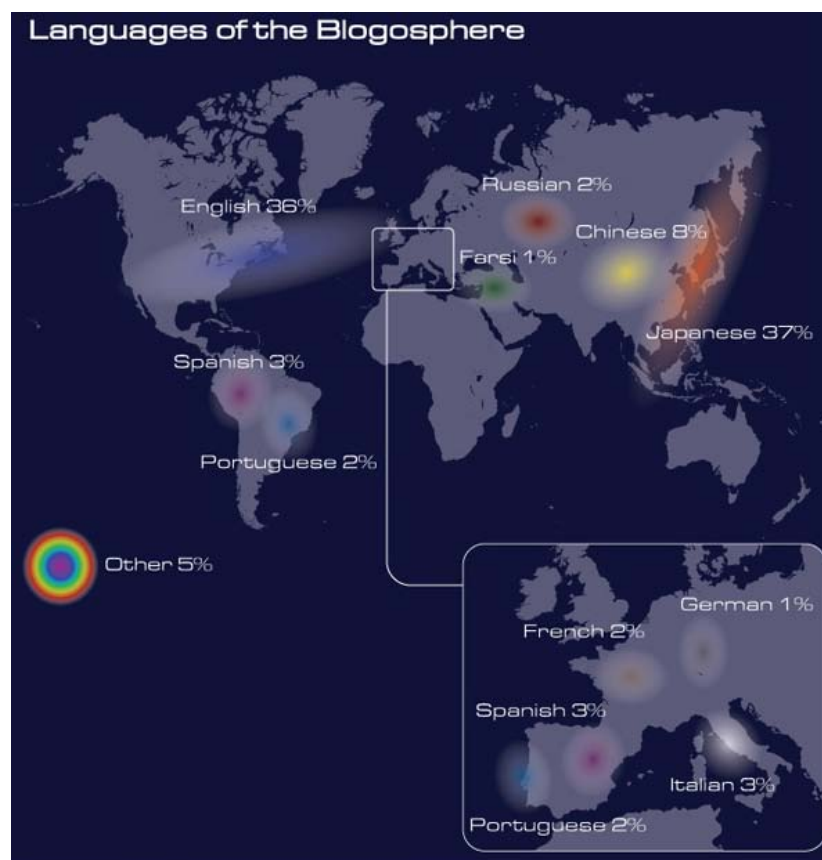 Languages of the Blogosphere
Russian 2%
English 36%
Chinese 8%
Farsi 1%
Japanese 37%
Spanish 3%
Portuguese 2%
Other 5%
German 1%
French 2%
Spanish 3%
Italian 3%
Portuguese 2%